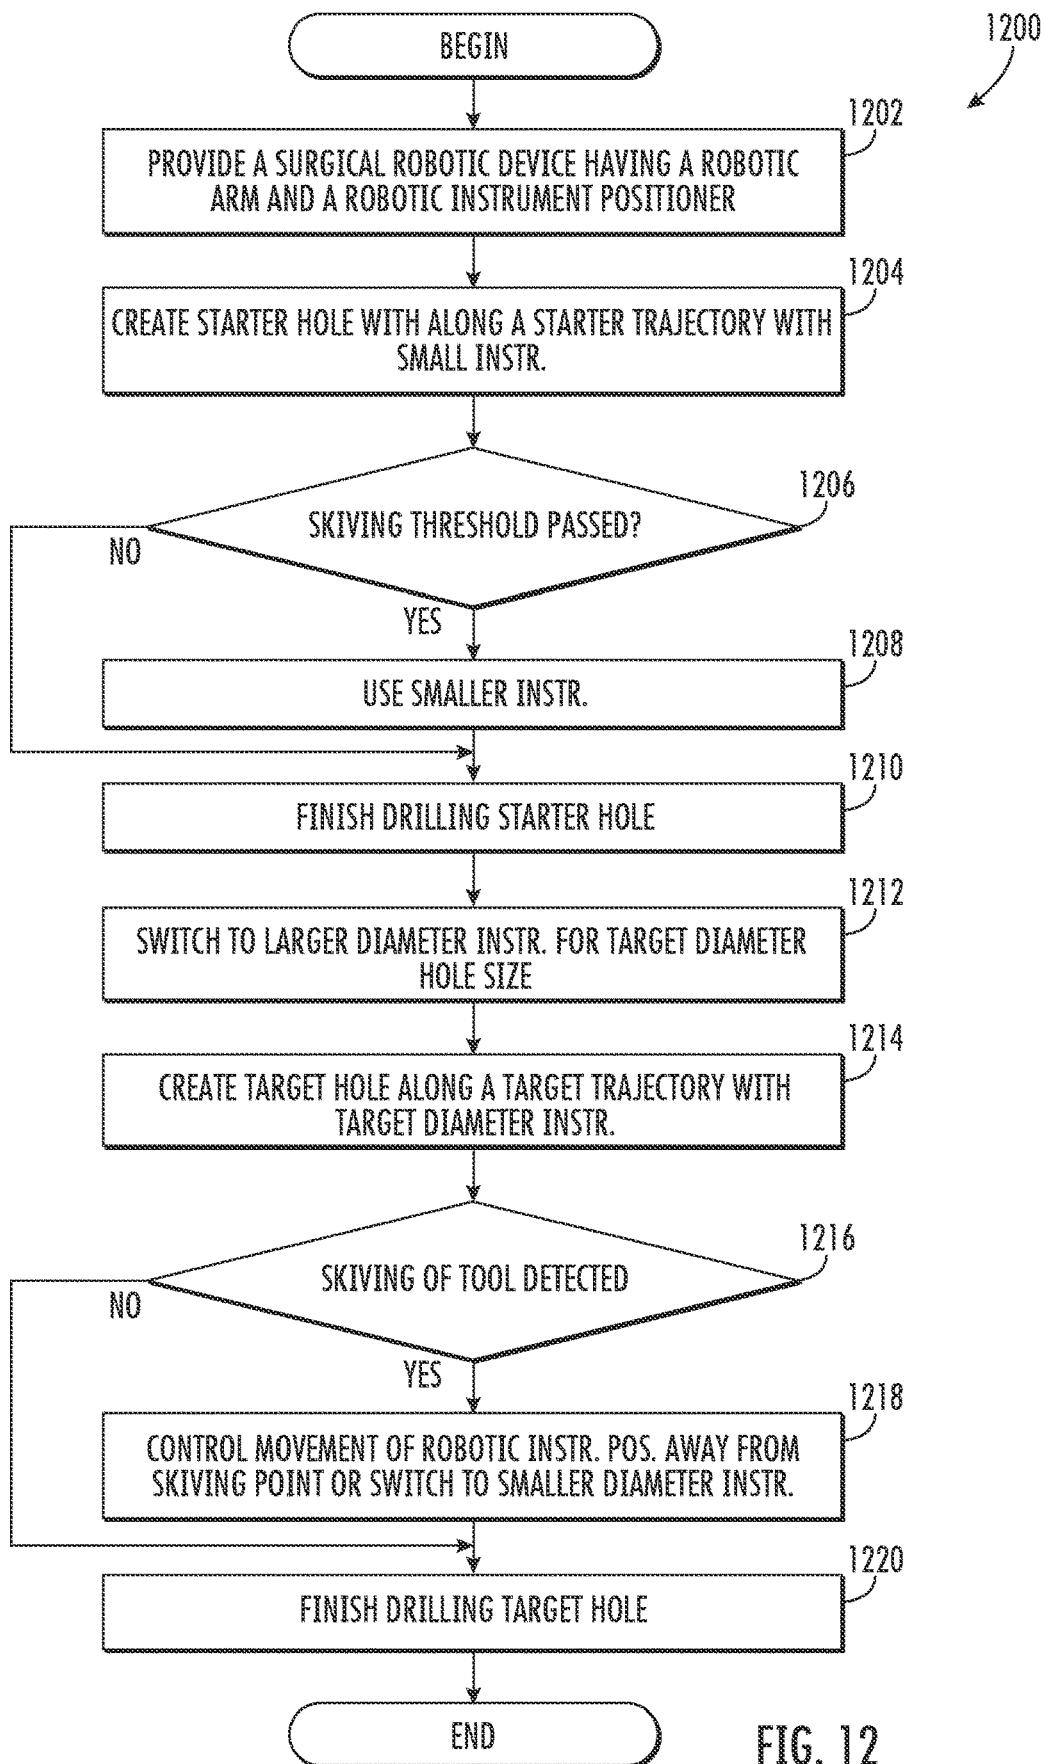 BEGIN
1200
1202
PROVIDE A SURGICAL ROBOTIC DEVICE HAVING A ROBOTIC
ARM AND A ROBOTIC INSTRUMENT POSITIONER
1204
CREATE STARTER HOLE WITH ALONG A STARTER TRAJECTORY WITH
SMALL INSTR.
1206
SKIVING THRESHOLD PASSED?
NO
YES
1208
USE SMALLER INSTR.
1210
FINISH DRILLING STARTER HOLE
1212
SWITCH TO LARGER DIAMETER INSTR. FOR TARGET DIAMETER
HOLE SIZE
1214
CREATE TARGET HOLE ALONG A TARGET TRAJECTORY WITH
TARGET DIAMETER INSTR.
1216
SKIVING OF TOOL DETECTED
NO
YES
1218
CONTROL MOVEMENT OF ROBOTIC INSTR. POS. AWAY FROM
SKIVING POINT OR SWITCH TO SMALLER DIAMETER INSTR.
1220
FINISH DRILLING TARGET HOLE
END
FIG. 12